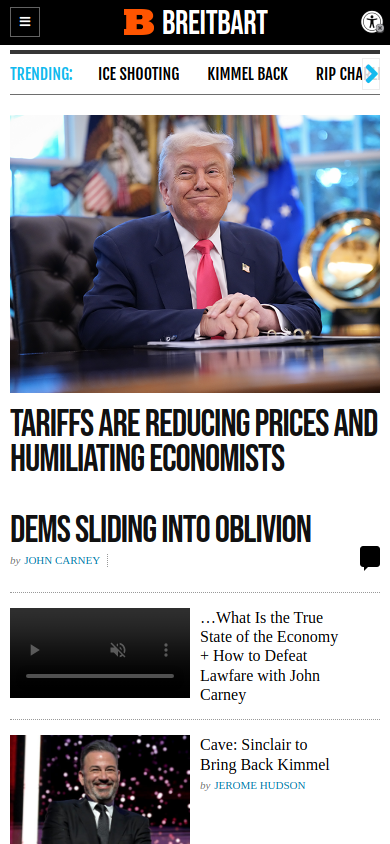 B BREITBART
TRENDING: ICE SHOOTING KIMMEL BACK RIP CHA
TARIFFS ARE REDUCING PRICES AND
HUMILIATING ECONOMISTS
DEMS SLIDING INTO OBLIVION
by JOHN CARNEY
…What Is the True
State of the Economy
+ How to Defeat
Lawfare with John
Carney
Cave: Sinclair to
Bring Back Kimmel
by JEROME HUDSON